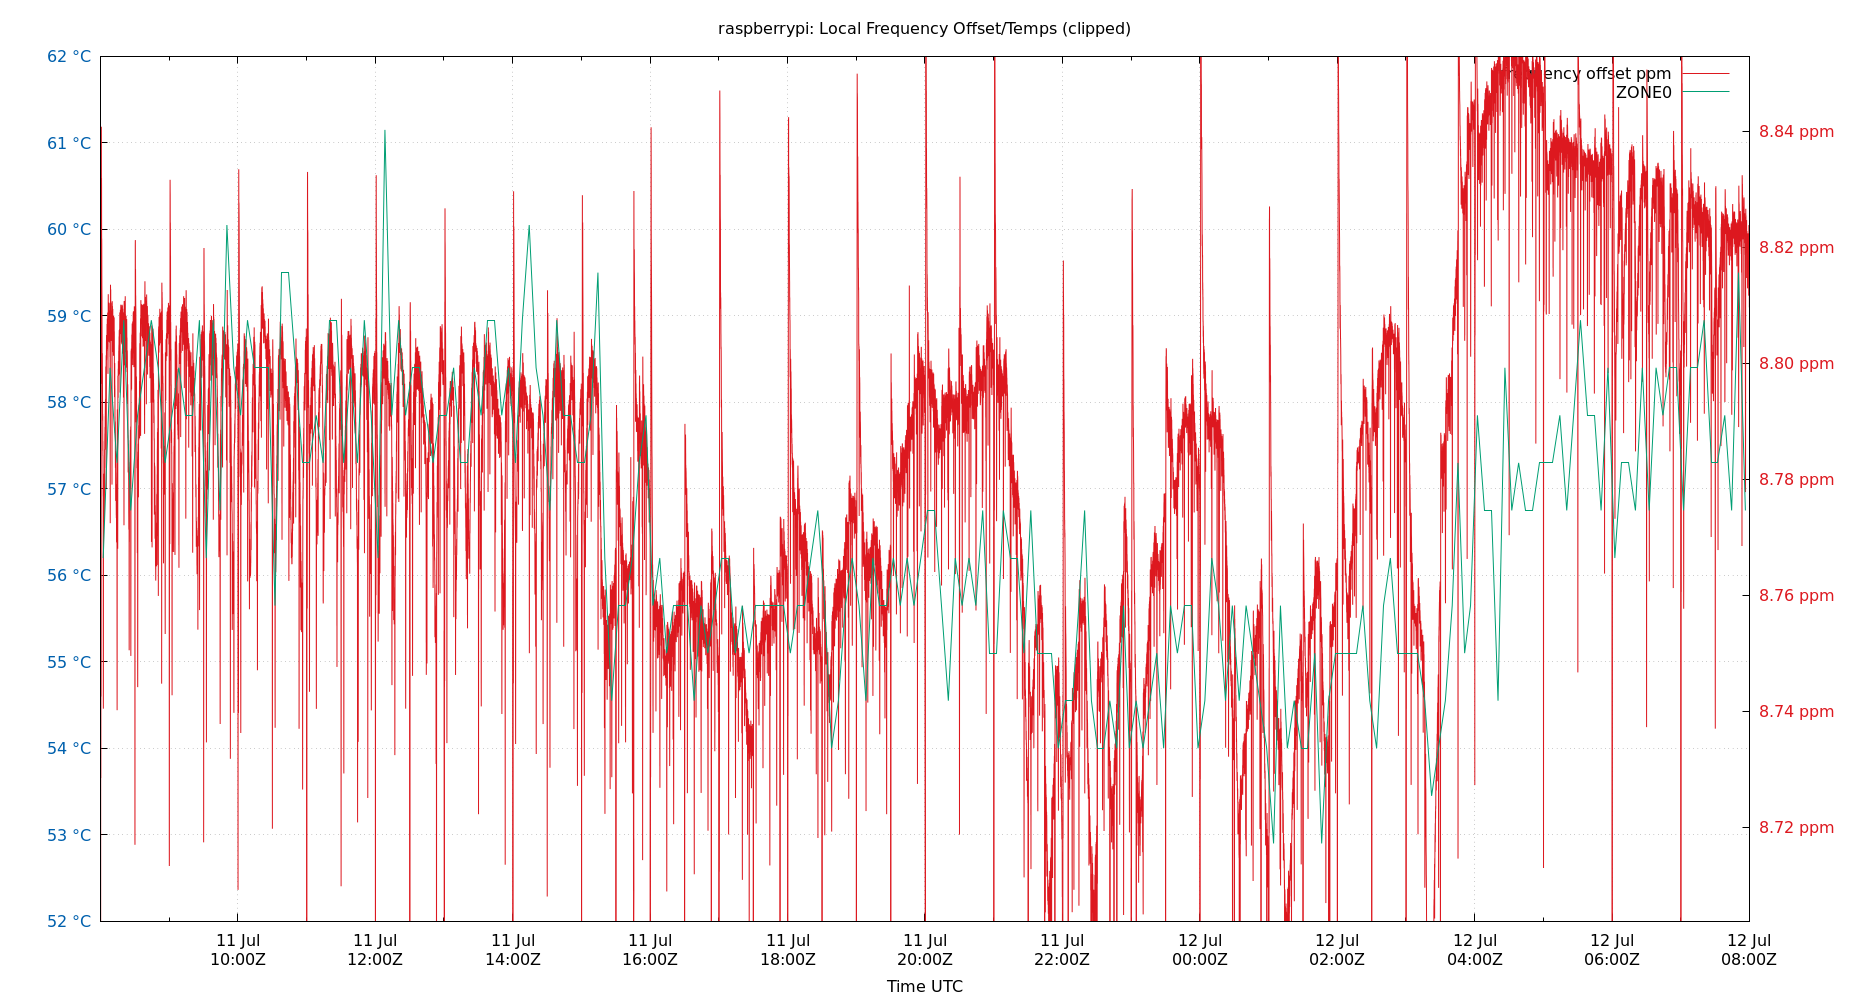 raspberrypi: Local Frequency Offset/Temps (clipped)
62 °C
61 °C
60 °C
59 °C
58 °C
57 °C
56 °C
55 °C
54 °C
53 °C
52 °C
offset ppm
ZONE0
8.84 ppm
8.82 ppm
8.80 ppm
8.78 ppm
8.76 ppm
8.74 ppm
8.72 ppm
11 Jul 11 Jul 11 Jul 11 Jul 11 Jul 11 Jul 11 Jul 12 Jul 12 Jul 12 Jul 12 Jul 12 Jul
10:00Z 12:00Z 14:00Z 16:00Z 18:00Z 20:00Z 22:00Z 00:00Z 02:00Z 04:00Z 06:00Z 08:00Z
Time UTC